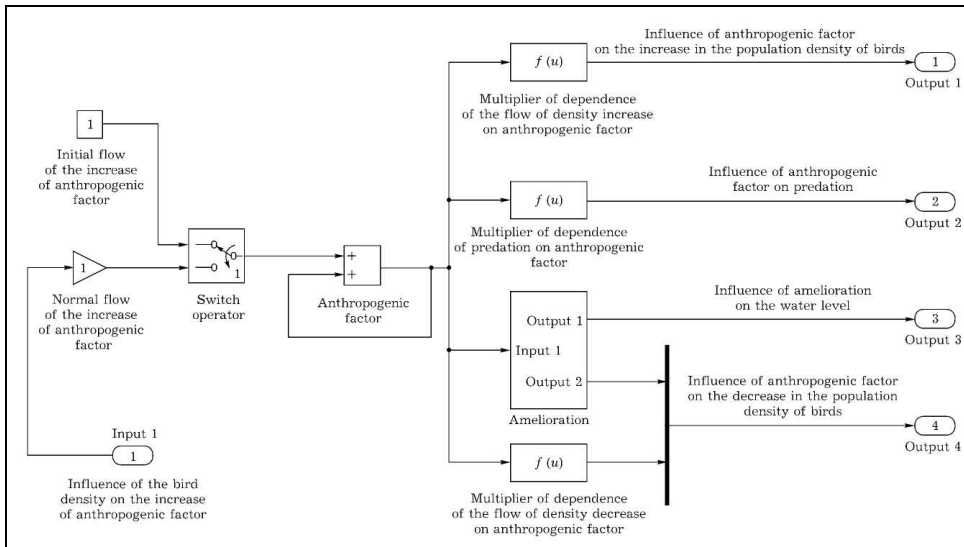 Influence of anthropogenic factor
on the increase in the population density of birds
f (u)
1
Output 1
Multiplier of dependence
of the flow of density increase
on anthropogenic factor
1
Initial flow
of the increase
of anthropogenic
factor
Influence of anthropogenic
factor on predation
f (u)
2
Output 2
Multiplier of dependence
of predation on anthropogenic
factor
1
Normal flow
of the increase
of anthropogenic
factor
1
Switch
operator
+
+
Anthropogenic
factor
Influence of amelioration
on the water level
Output 1
Input 1
Output 2
Amelioration
3
Output 3
Influence of anthropogenic factor
on the decrease in the population
density of birds
4
Output 4
Input 1
1
Influence of the bird
density on the increase
of anthropogenic factor
f (u)
Multiplier of dependence
of the flow of density decrease
on anthropogenic factor